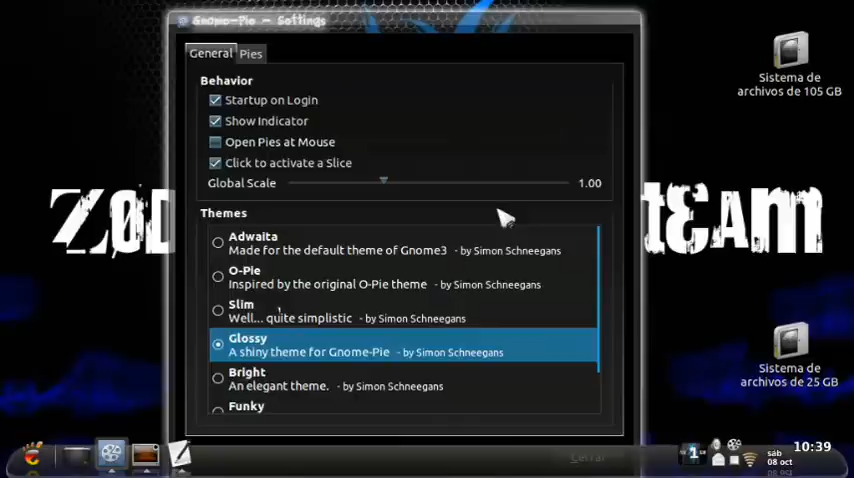 Gnome-Pie - Settings
General Pies
Behavior
Startup on Login
Show Indicator
Open Pies at Mouse
Click to activate a Slice
Global Scale 1.00
Themes
Adwaita
Made for the default theme of Gnome3 - by Simon Schneegans
O-Pie
Inspired by the original O-Pie theme - by Simon Schneegans
Slim
Well... quite simplistic - by Simon Schneegans
Glossy
A shiny theme for Gnome-Pie - by Simon Schneegans
Bright
An elegant theme. - by Simon Schneegans
Funky
Cerrar
Sistema de
archivos de 105 GB
Sistema de
archivos de 25 GB
ZOD
tEAM
1
sáb
08 oct
10:39